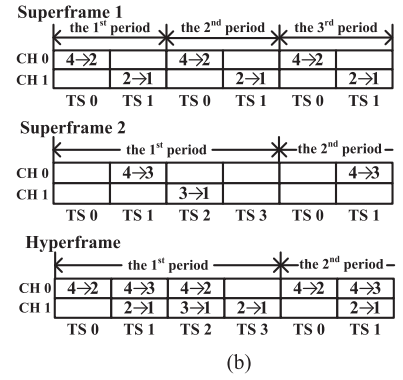 Superframe 1
the 1st period the 2nd period the 3rd period
CH 0 4→2 4→2 4→2
CH 1 2→1 2→1 2→1
TS 0 TS 1 TS 0 TS 1 TS 0 TS 1
Superframe 2
the 1st period the 2nd period
CH 0 4→3 4→3
CH 1 3→1
TS 0 TS 1 TS 2 TS 3 TS 0 TS 1
Hyperframe
the 1st period the 2nd period
CH 0 4→2 4→3 4→2 4→2 4→3
CH 1 2→1 3→1 2→1 2→1
TS 0 TS 1 TS 2 TS 3 TS 0 TS 1
(b)